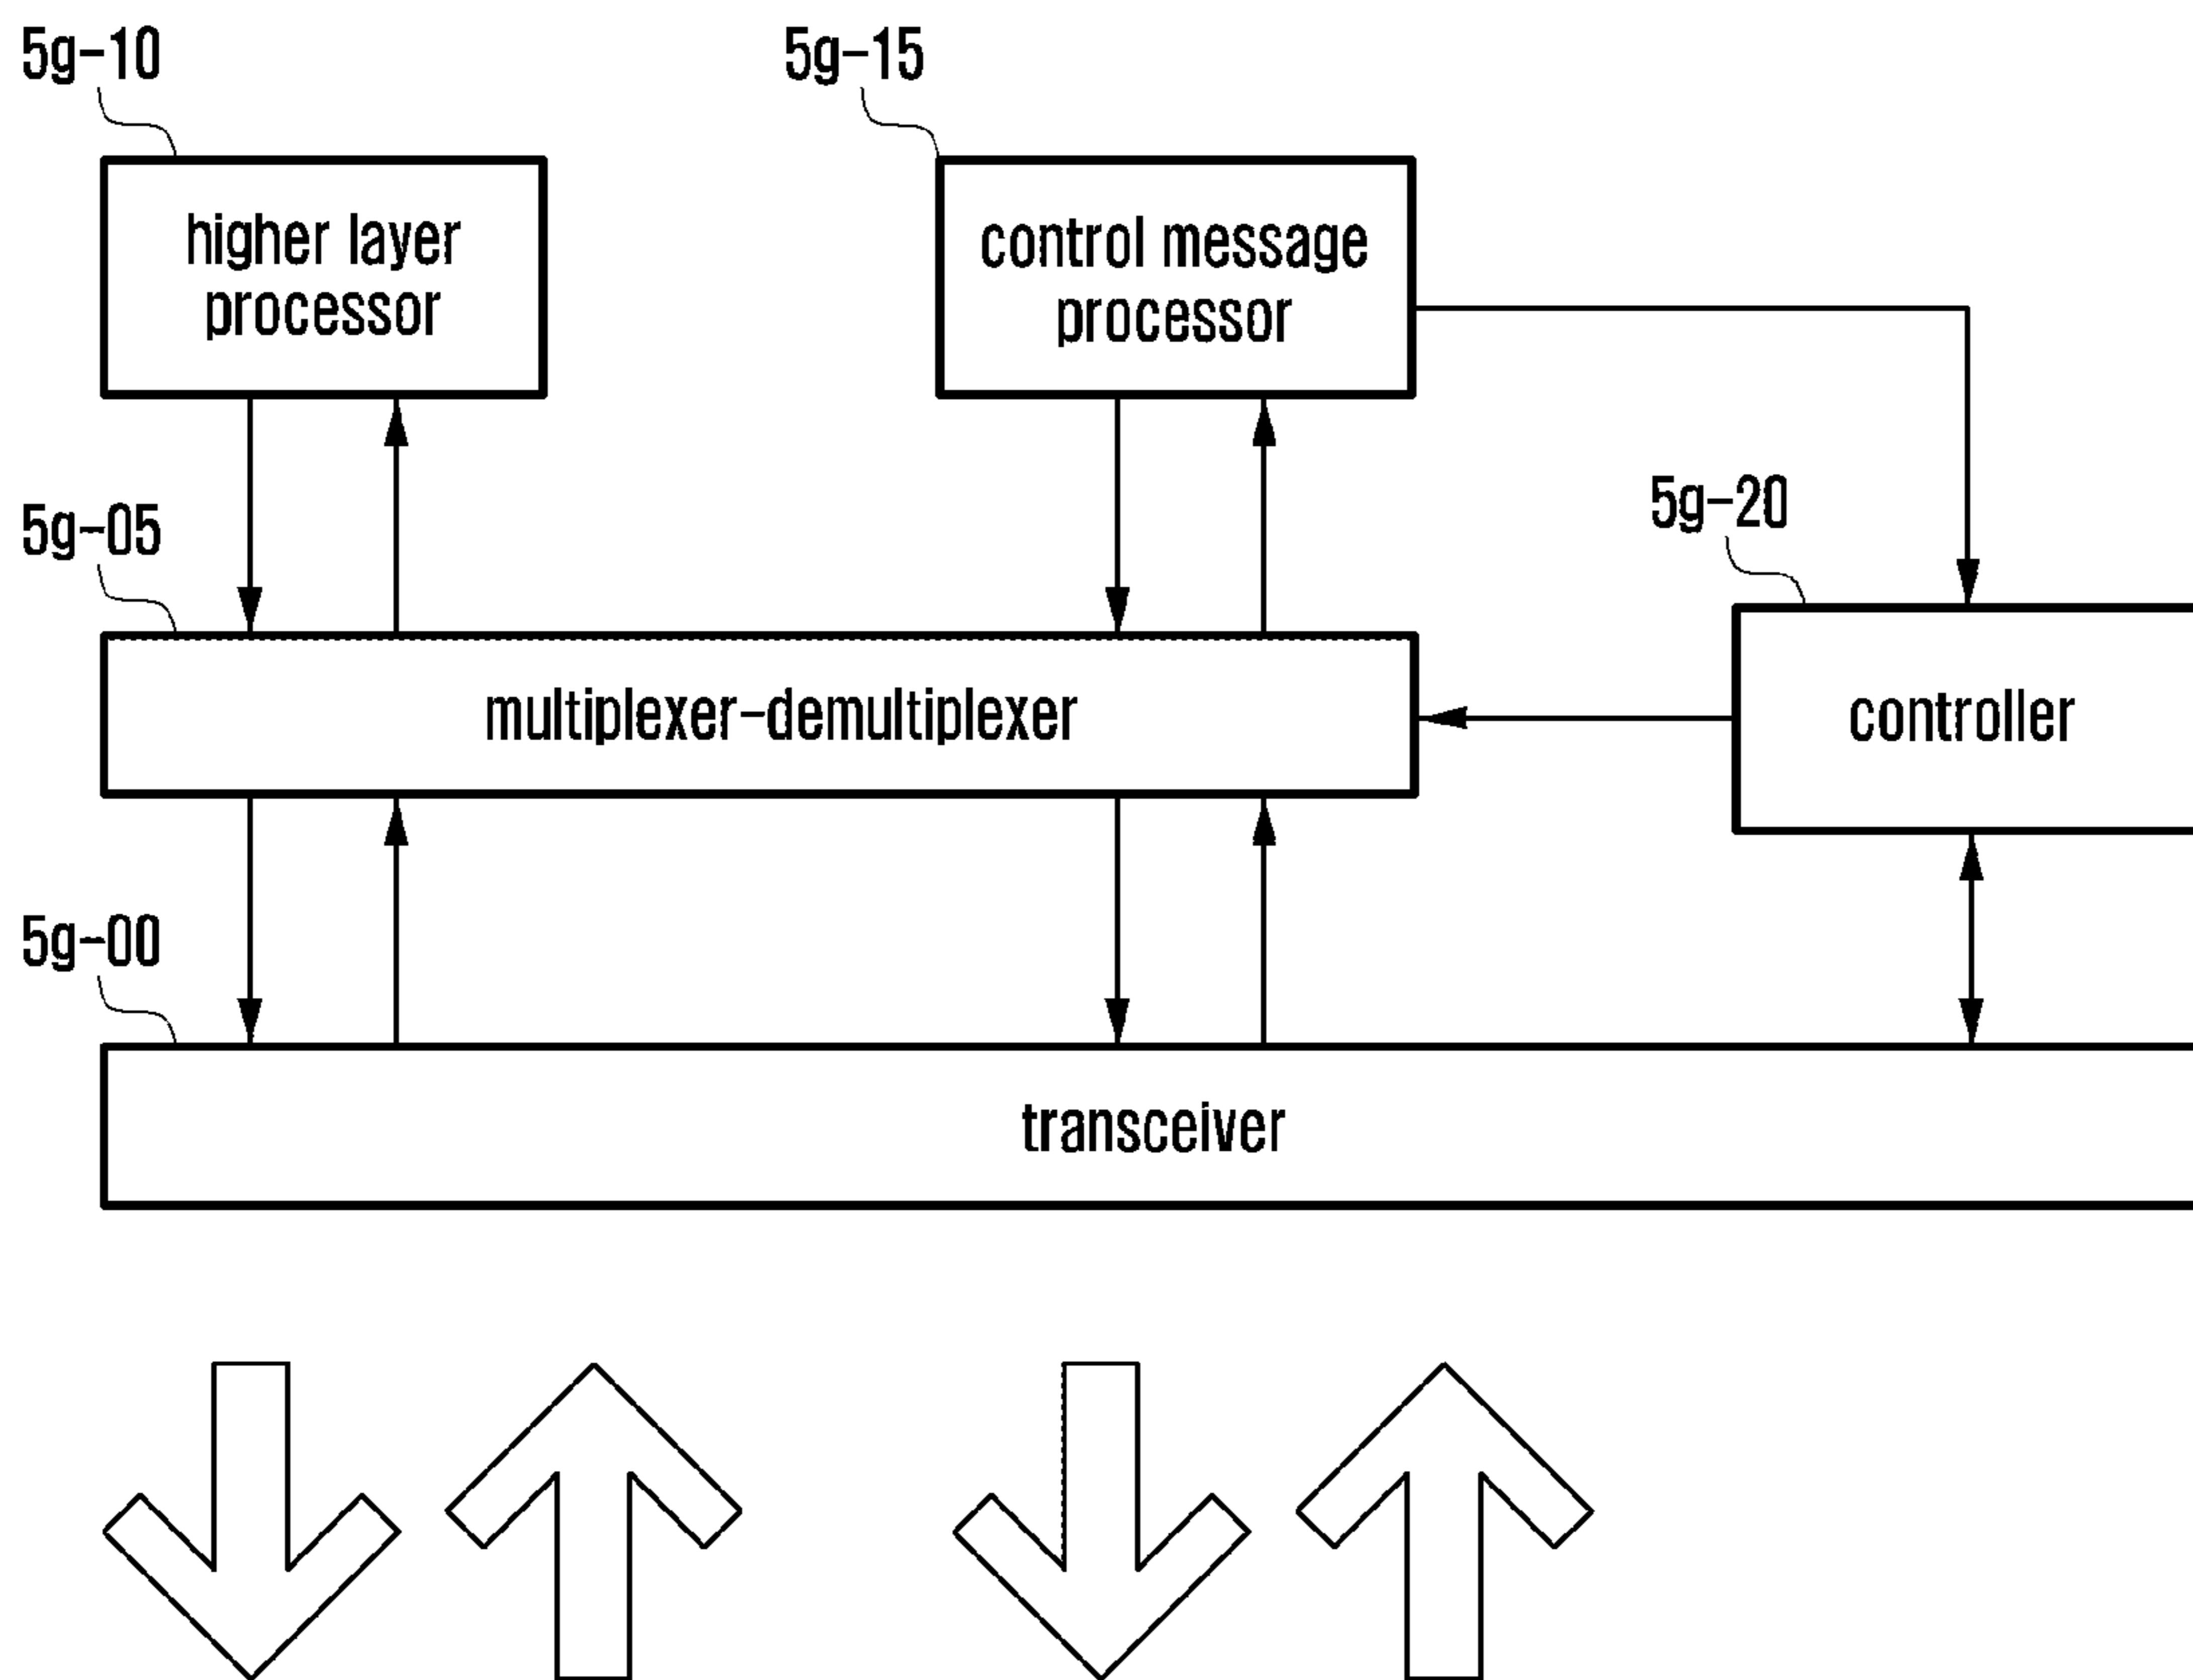 5g-10
5g-15
higher layer
processor
control message
processor
5g-05
5g-20
multiplexer-demultiplexer
controller
5g-00
transceiver